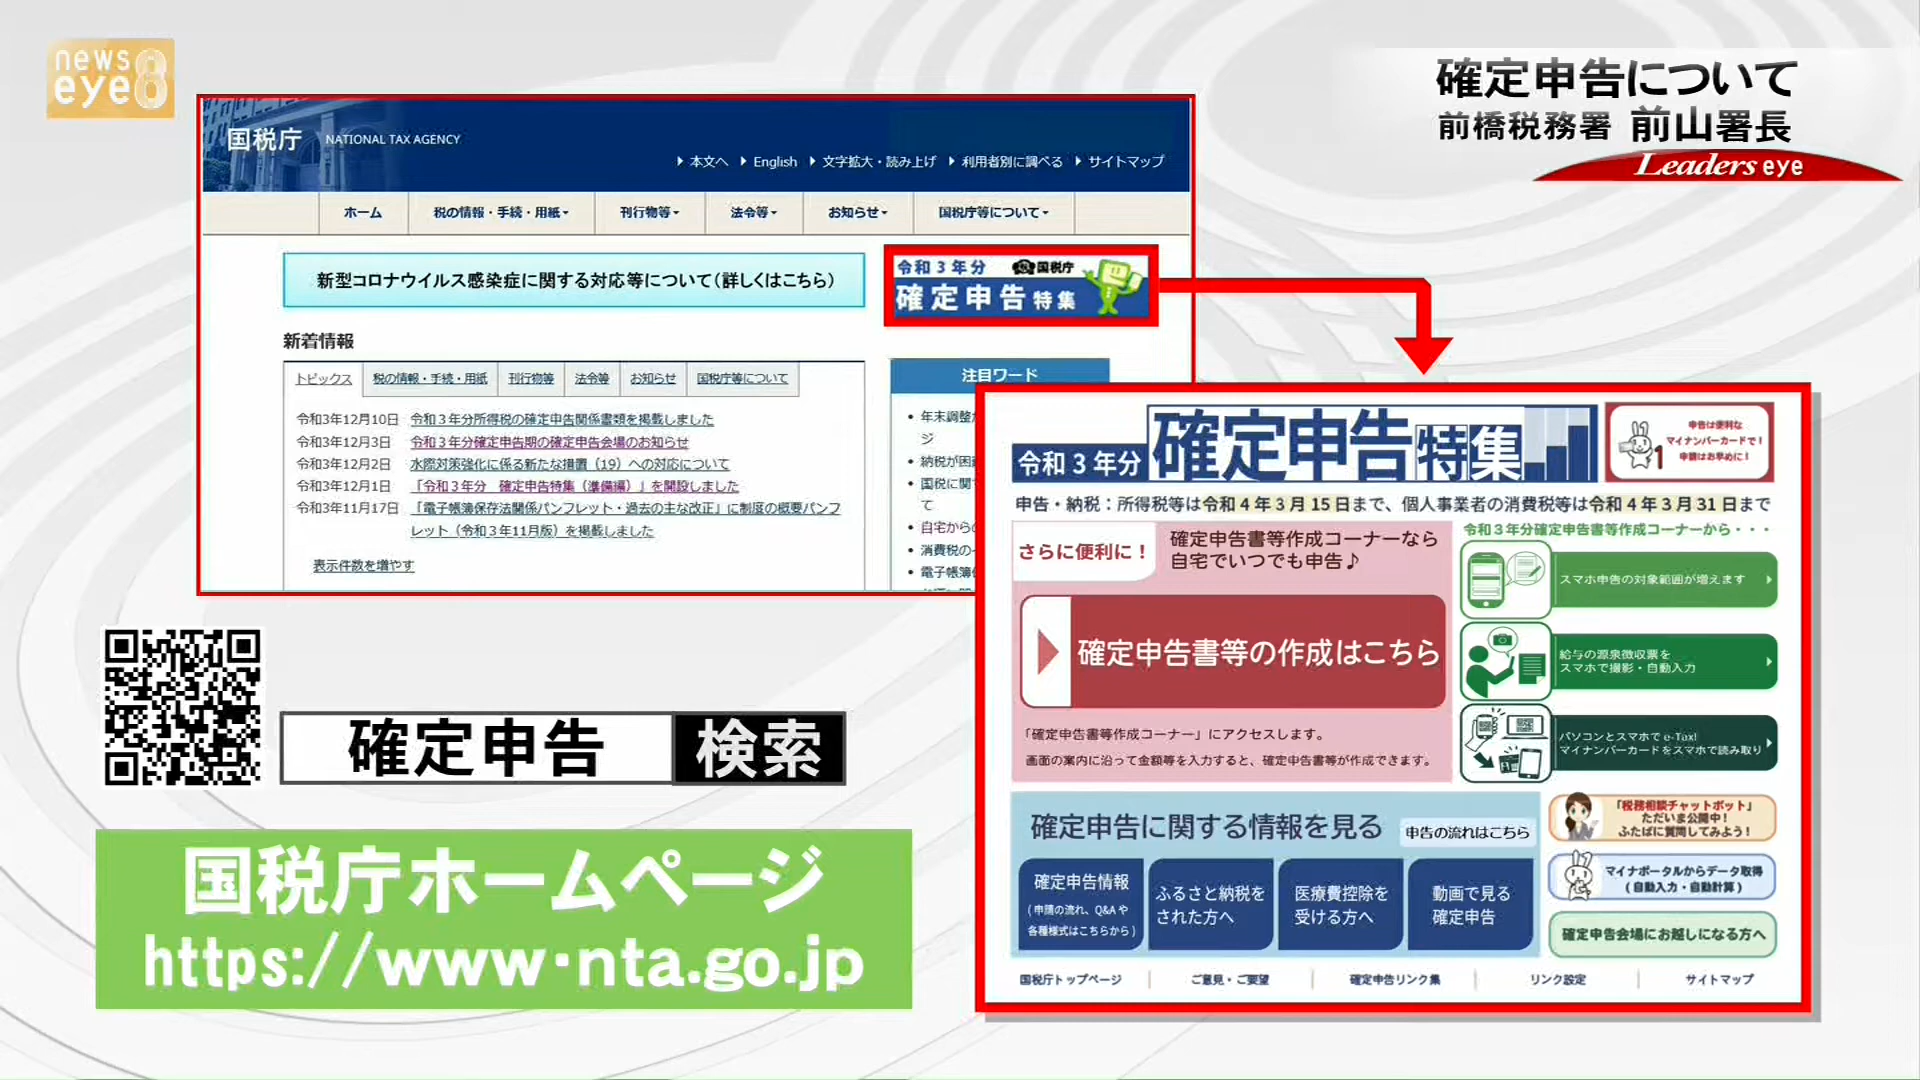 news
eye8
確定申告について
前橋税務署 前山署長
Leaders eye
国税庁 NATIONAL TAX AGENCY
本文へ English 文字拡大・読み上げ 利用者別に調べる サイトマップ
ホーム 税の情報・手続・用紙 刊行物等 法令等 お知らせ 国税庁等について
新型コロナウイルス感染症に関する対応等について(詳しくはこちら)
令和3年分 国税庁
確定申告特集
新着情報
トピックス 税の情報・手続・用紙 刊行物等 法令等 お知らせ 国税庁等について
令和3年12月10日 令和3年分所得税の確定申告関係書類を掲載しました
令和3年12月3日 令和3年分確定申告期の確定申告会場のお知らせ
令和3年12月2日 水際対策強化に係る新たな措置(19)への対応について
令和3年12月1日 「令和3年分 確定申告特集(準備編)」を開設しました
令和3年11月17日 「電子帳簿保存法関係パンフレット・過去の主な改正」に制度の概要パンフ
レット(令和3年11月版)を掲載しました
表示件数を増やす
注目ワード
年末調整
ジ
納税が困
国税に関
て
自宅から
消費税の
電子帳簿
令和3年分 確定申告特集
申告は便利な
マイナンバーカードで!
申請はお早めに!
申告・納税：所得税等は令和4年3月15日まで、個人事業者の消費税等は令和4年3月31日まで
さらに便利に!
確定申告書等作成コーナーなら
自宅でいつでも申告♪
確定申告書等の作成はこちら
「確定申告書等作成コーナー」にアクセスします。
画面の案内に沿って金額等を入力すると、確定申告書等が作成できます。
令和3年分確定申告書等作成コーナーから・・・
スマホ申告の対象範囲が増えます
給与の源泉徴収票を
スマホで撮影・自動入力
パソコンとスマホで e-Tax!
マイナンバーカードをスマホで読み取り
確定申告に関する情報を見る 申告の流れはこちら
確定申告情報
(申請の流れ、Q&Aや
各種様式はこちらから)
ふるさと納税を
された方へ
医療費控除を
受ける方へ
動画で見る
確定申告
「税務相談チャットボット」
ただいま公開中!
ふたばに質問してみよう!
マイナポータルからデータ取得
(自動入力・自動計算)
確定申告会場にお越しになる方へ
国税庁トップページ ご意見・ご要望 確定申告リンク集 リンク設定 サイトマップ
確定申告 検索
国税庁ホームページ
https://www.nta.go.jp